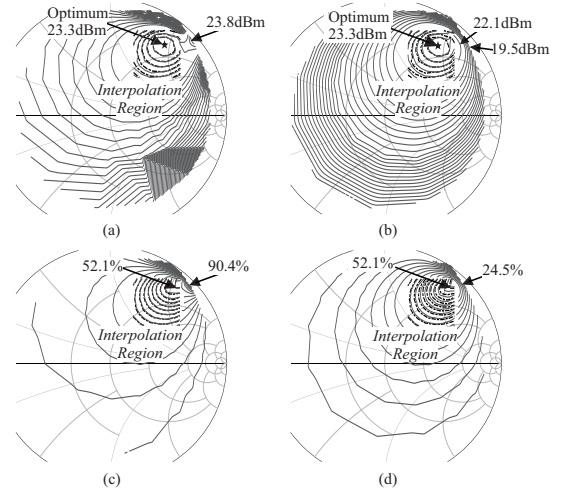 Optimum
23.3dBm
23.8dBm
Interpolation
Region
(a)
Optimum
23.3dBm
22.1dBm
19.5dBm
Interpolation
Region
(b)
52.1%
90.4%
Interpolation
Region
(c)
52.1%
24.5%
Interpolation
Region
(d)